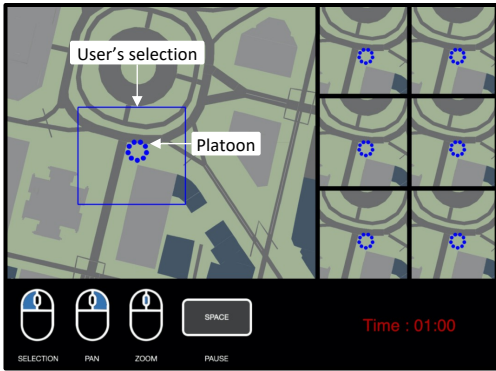 User's selection
Platoon
SPACE
Time : 01:00
SELECTION
PAN
ZOOM
PAUSE